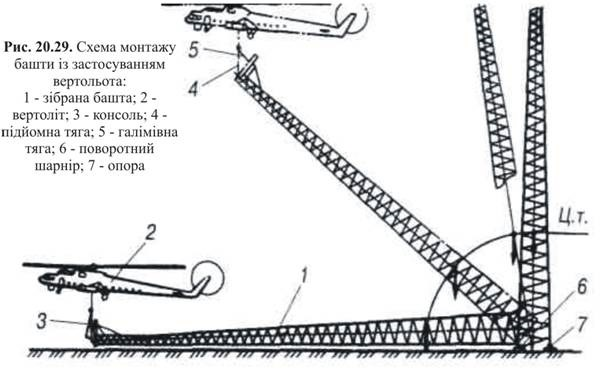 Рис. 20.29. Схема монтажу
башти із застосуванням
вертольота:
1 - зібрана башта; 2 -
вертоліт; 3 - консоль; 4 -
підйомна тяга; 5 - галімівна
тяга; 6 - поворотний
шарнір; 7 - опора
5
4
Ц.т.
2
1
3
6
7